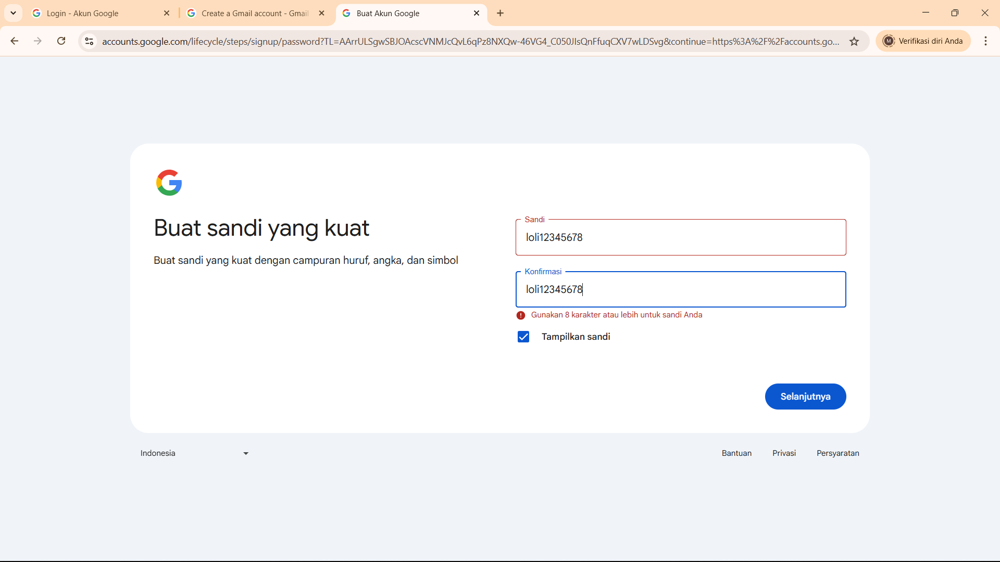 Login - Akun Google
Create a Gmail account - Gmail
Buat Akun Google
accounts.google.com/lifecycle/steps/signup/password?TL=AArrULSgwSBJOAcscVNMJcQvL6qPz8NXQw-46VG4_C050JIsQnFfuqCXV7wLDSvg&continue=https%3A%2F%2Faccounts.go...
M
Verifikasi diri Anda
Buat sandi yang kuat
Buat sandi yang kuat dengan campuran huruf, angka, dan simbol
Sandi
loli12345678
Konfirmasi
loli12345678
Gunakan 8 karakter atau lebih untuk sandi Anda
Tampilkan sandi
Selanjutnya
Indonesia
Bantuan
Privasi
Persyaratan